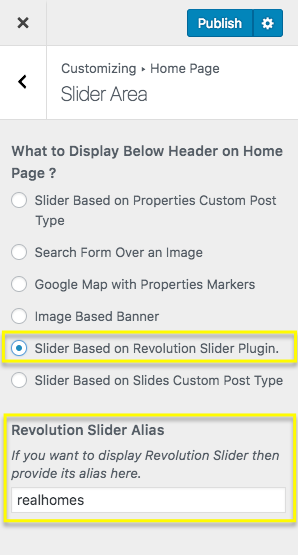 Publish
Customizing ▸ Home Page
Slider Area
What to Display Below Header on Home
Page ?
Slider Based on Properties Custom Post
Type
Search Form Over an Image
Google Map with Properties Markers
Image Based Banner
Slider Based on Revolution Slider Plugin.
Slider Based on Slides Custom Post Type
Revolution Slider Alias
If you want to display Revolution Slider then
provide its alias here.
realhomes